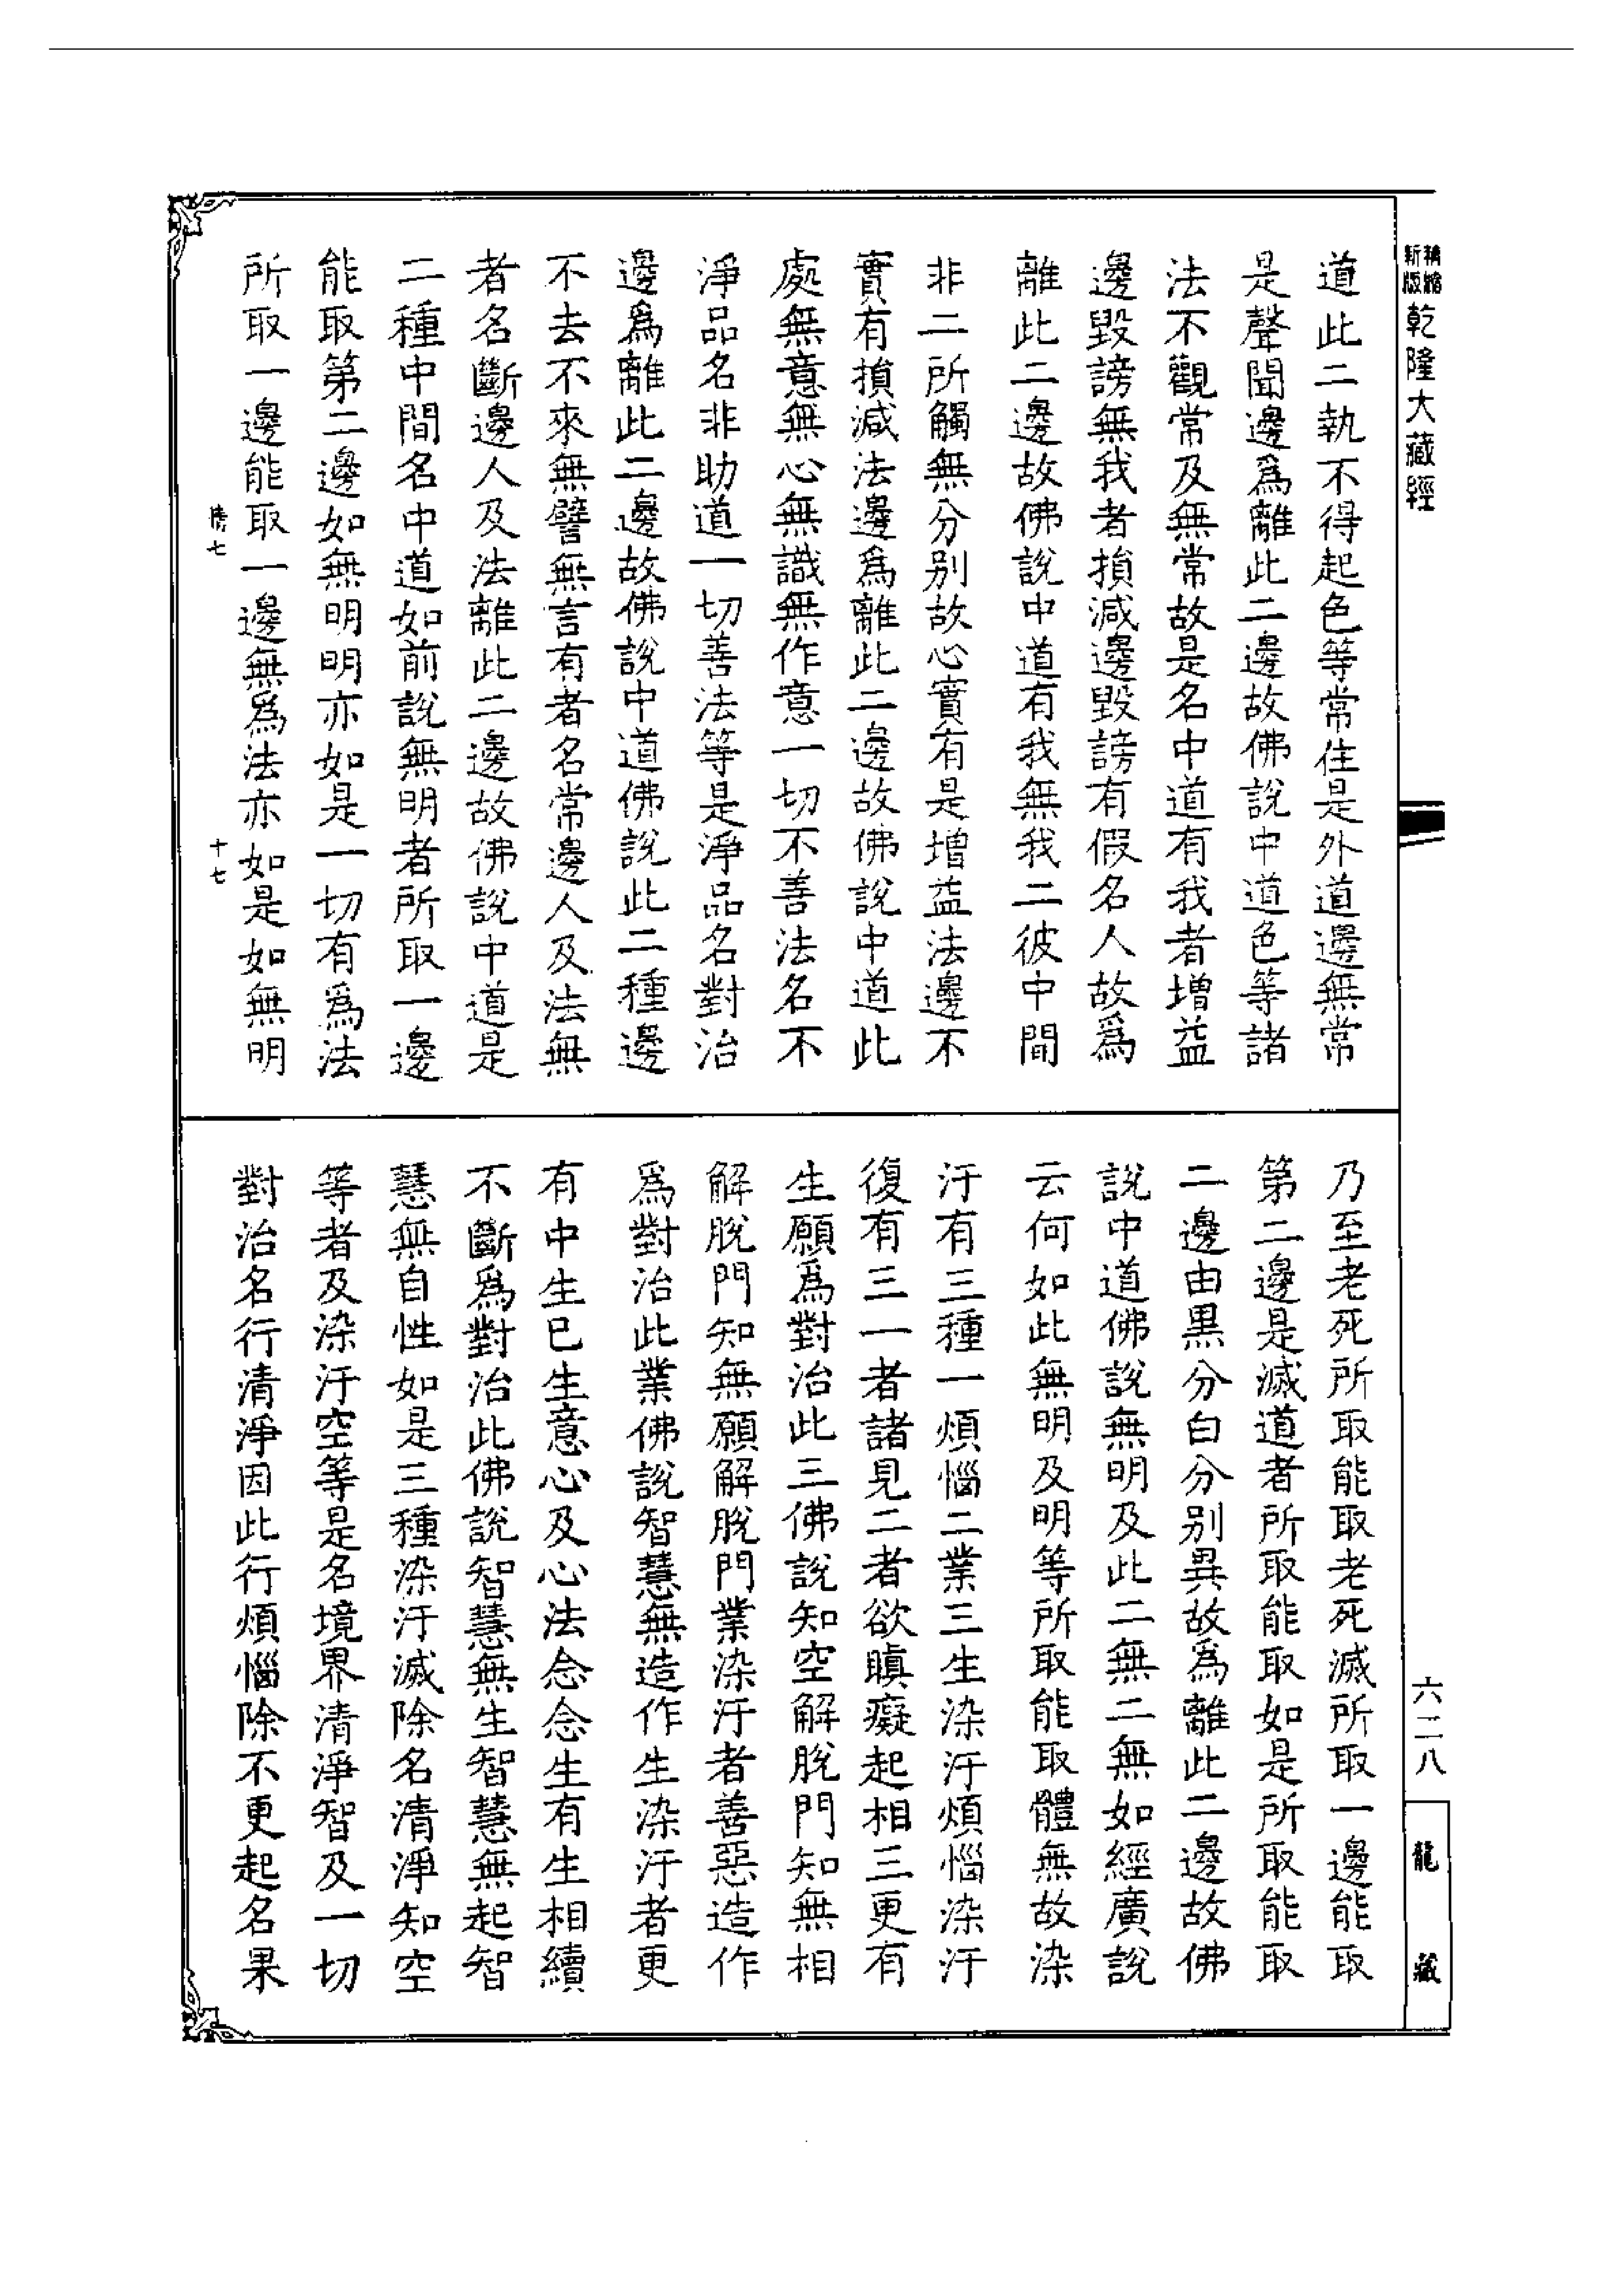 精縮
新版
乾隆大藏經
道此二執不得起色等常住是外道邊無常
是聲聞邊爲離此二邊故佛說中道色等諸
法不觀常及無常故是名中道有我者增益
邊毀謗無我者損減邊毀謗有假名人故爲
離此二邊故佛說中道有我無我二彼中間
非二所觸無分別故心實有是增益法邊不
實有損減法邊爲離此二邊故佛說中道此
處無意無心無識無作意一切不善法名不
淨品名非助道一切善法等是淨品名對治
邊爲離此二邊故佛說中道佛說此二種邊
不去不來無譬無言有者名常邊人及法無
者名斷邊人及法離此二邊故佛說中道是
二種中間名中道如前說無明者所取一邊
能取第二邊如無明明亦如是一切有爲法
所取一邊能取一邊無爲法亦如是如無明
七
十七
乃至老死所取能取老死滅所取一邊能取
第二邊是滅道者所取能取如是所取能取
二邊由黒分白分別異故爲離此二邊故佛
說中道佛說無明及此二無二無如經廣說
云何如此無明及明等所取能取體無故染
汙有三種一煩惱二業三生染汙煩惱染汙
復有三一者諸見二者欲瞋癡起相三更有
生願爲對治此三佛說知空解脫門知無相
解脫門知無願解脫門業染汙者善惡造作
爲對治此業佛說智慧無造作生染汙者更
有中生已生意心及心法念念生有生相續
不斷爲對治此佛說智慧無生智慧無起智
慧無自性如是三種染汙滅除名清淨知空
等者及染汙空等是名境界清淨智及一切
對治名行清淨因此行煩惱除不更起名果
六二八
龍藏